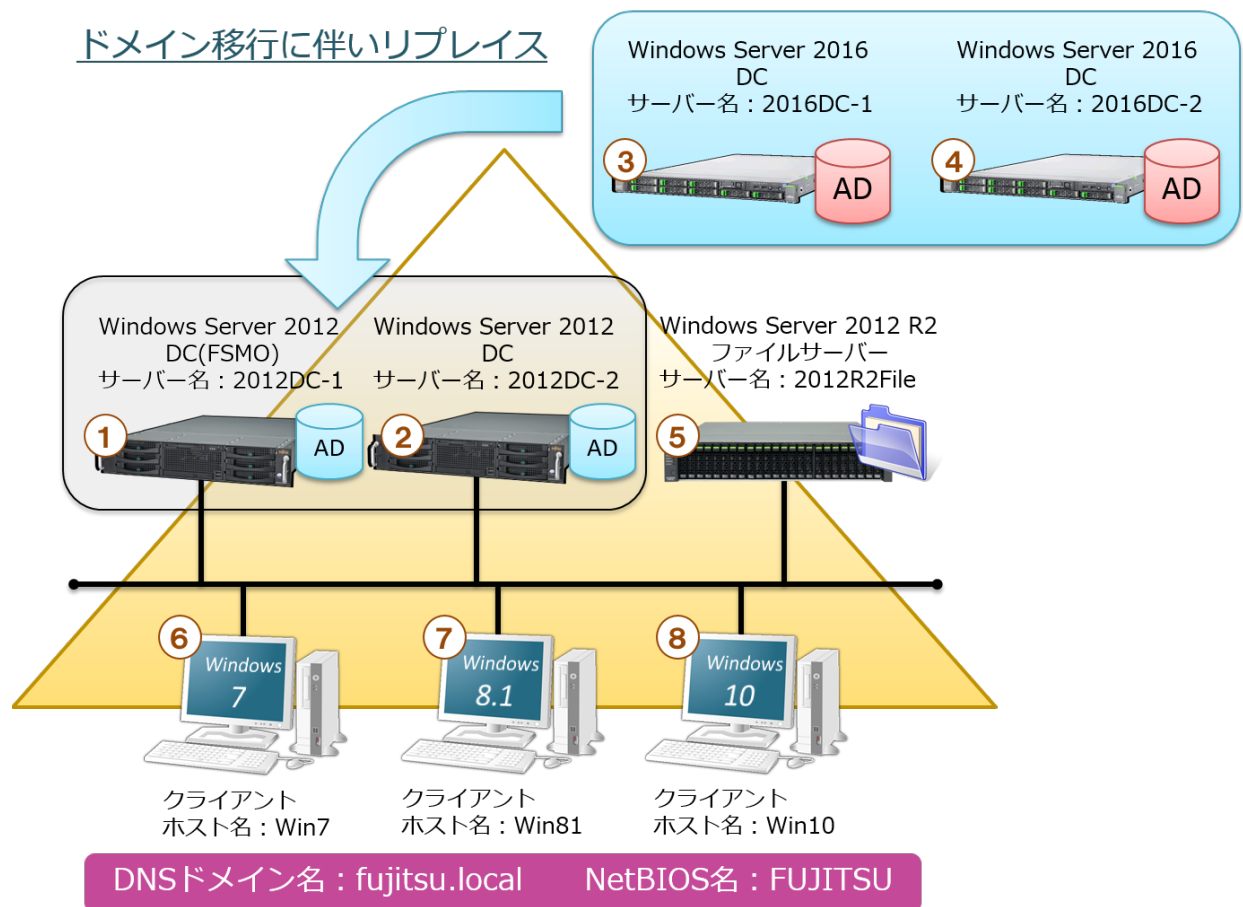 ドメイン移行に伴いリプレイス
Windows Server 2016
DC
サーバー名：2016DC-1
Windows Server 2016
DC
サーバー名：2016DC-2
3
AD
4
AD
Windows Server 2012
DC(FSMO)
サーバー名：2012DC-1
Windows Server 2012
DC
サーバー名：2012DC-2
Windows Server 2012 R2
ファイルサーバー
サーバー名：2012R2File
1
AD
2
AD
5
6
Windows
7
7
Windows
8.1
8
Windows
10
クライアント
ホスト名：Win7
クライアント
ホスト名：Win81
クライアント
ホスト名：Win10
DNSドメイン名：fujitsu.local NetBIOS名：FUJITSU